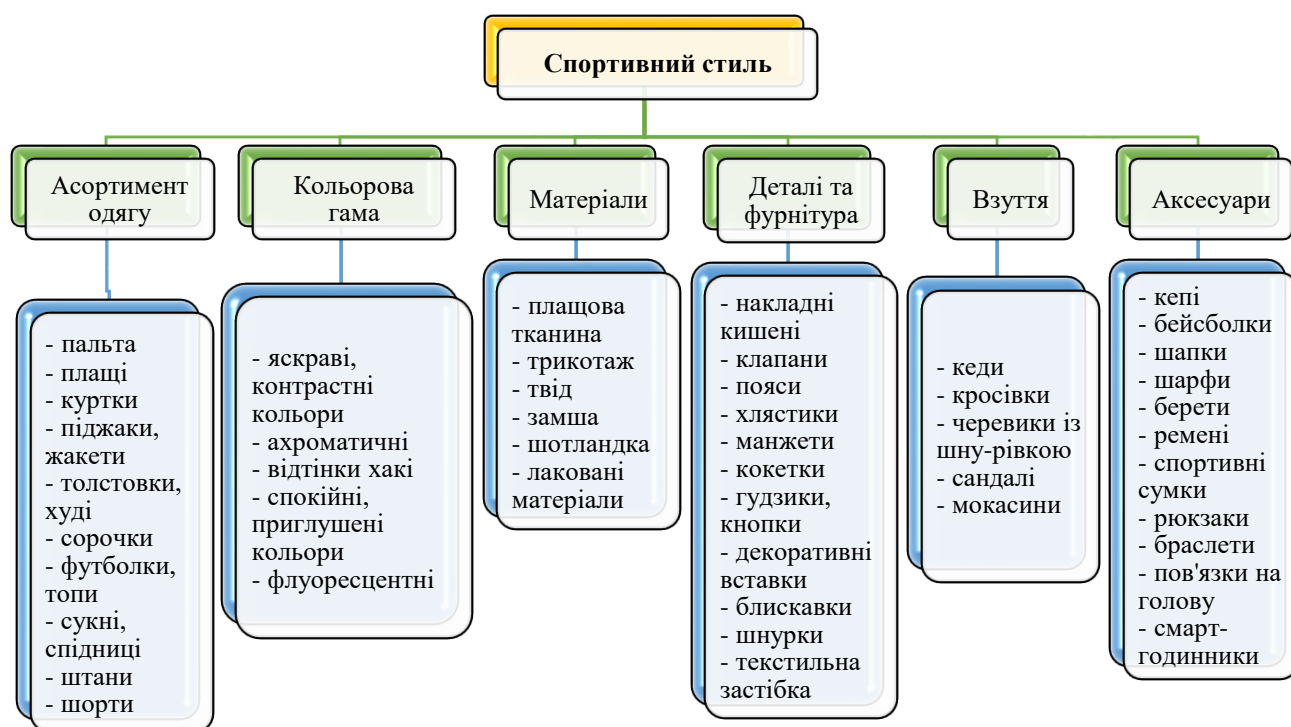 Спортивний стиль
Асортимент
одягу
- пальта
- плащі
- куртки
- піджаки,
жакети
- толстовки,
худі
- сорочки
- футболки,
топи
- сукні,
спідниці
- штани
- шорти
Кольорова
гама
- яскраві,
контрастні
кольори
- ахроматичні
- відтінки хакі
- спокійні,
приглушені
кольори
- флуоресцентні
Матеріали
- плащова
тканина
- трикотаж
- твід
- замша
- шотландка
- лаковані
матеріали
Деталі та
фурнітура
- накладні
кишені
- клапани
- пояси
- хлястики
- манжети
- кокетки
- гудзики,
кнопки
- декоративні
вставки
- блискавки
- шнурки
- текстильна
застібка
Взуття
- кеди
- кросівки
- черевики із
шну-рівкою
- сандалі
- мокасини
Аксесуари
- кепі
- бейсболки
- шапки
- шарфи
- берети
- ремені
- спортивні
сумки
- рюкзаки
- браслети
- пов'язки на
голову
- смарт-
годинники